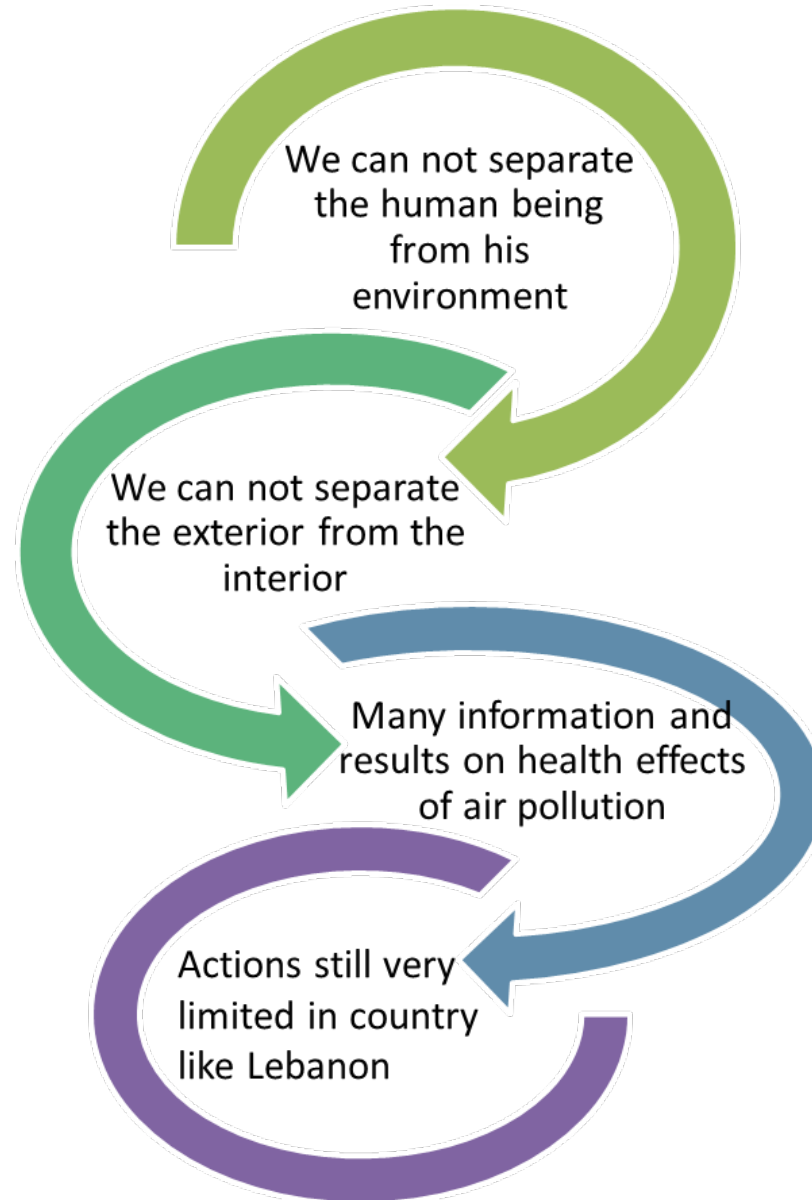 We can not separate
the human being
from his
environment
We can not separate
the exterior from the
interior
Many information and
results on health effects
of air pollution
Actions still very
limited in country
like Lebanon